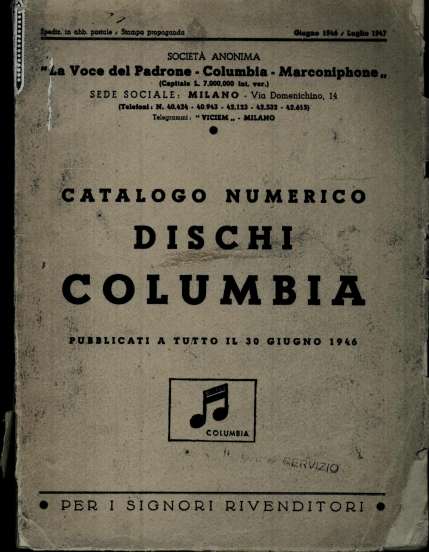 Spediz. in abb. postale / Stampa propaganda
Giugno 1946 / Luglio 1947
SOCIETÀ ANONIMA
"La Voce del Padrone - Columbia - Marconiphone„
(Capitale L. 7.000,000 int. ver.)
SEDE SOCIALE: MILANO - Via Domenichino, 14
(Telefoni: N. 40.424 - 40.943 - 42.123 - 42.532 - 42.613)
Telegrammi: "VICIEM„ - MILANO
CATALOGO NUMERICO
DISCHI
COLUMBIA
PUBBLICATI A TUTTO IL 30 GIUGNO 1946
COLUMBIA
SERVIZIO
PER I SIGNORI RIVENDITORI